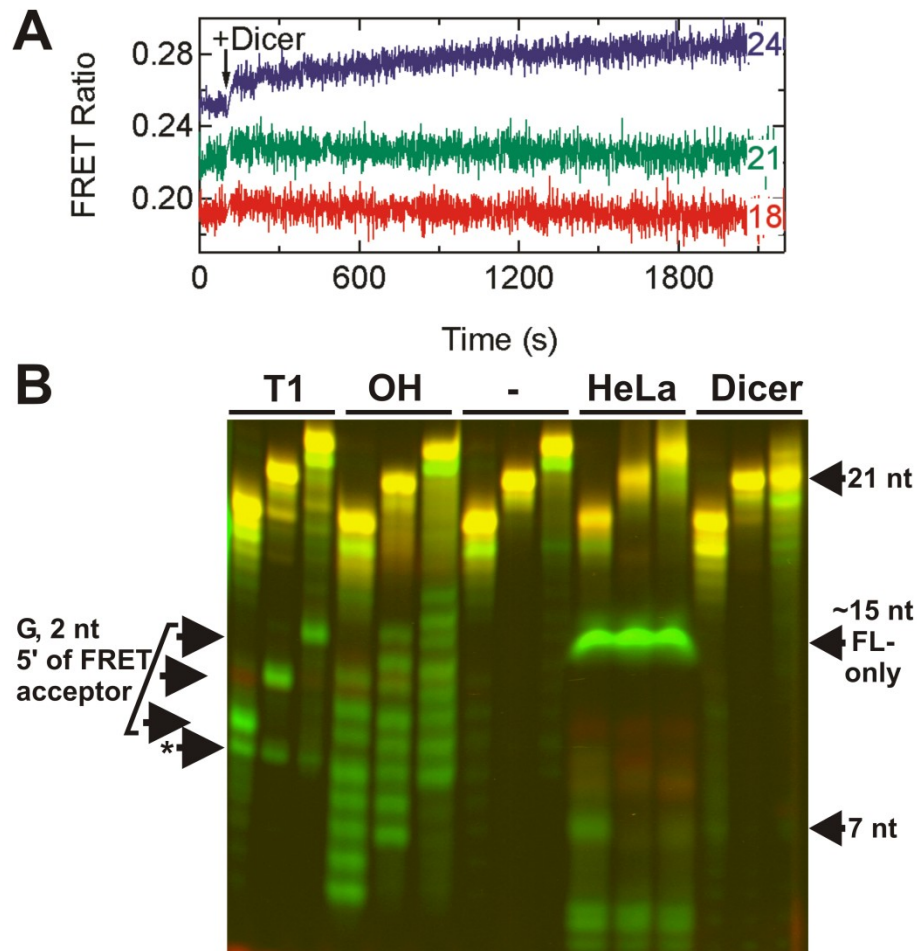 A
+Dicer
FRET Ratio
0.28
0.24
0.20
24
21
18
0
600
1200
1800
Time (s)
B
T1 OH - HeLa Dicer
21 nt
G, 2 nt
5' of FRET
acceptor
*
~15 nt
FL-
only
7 nt